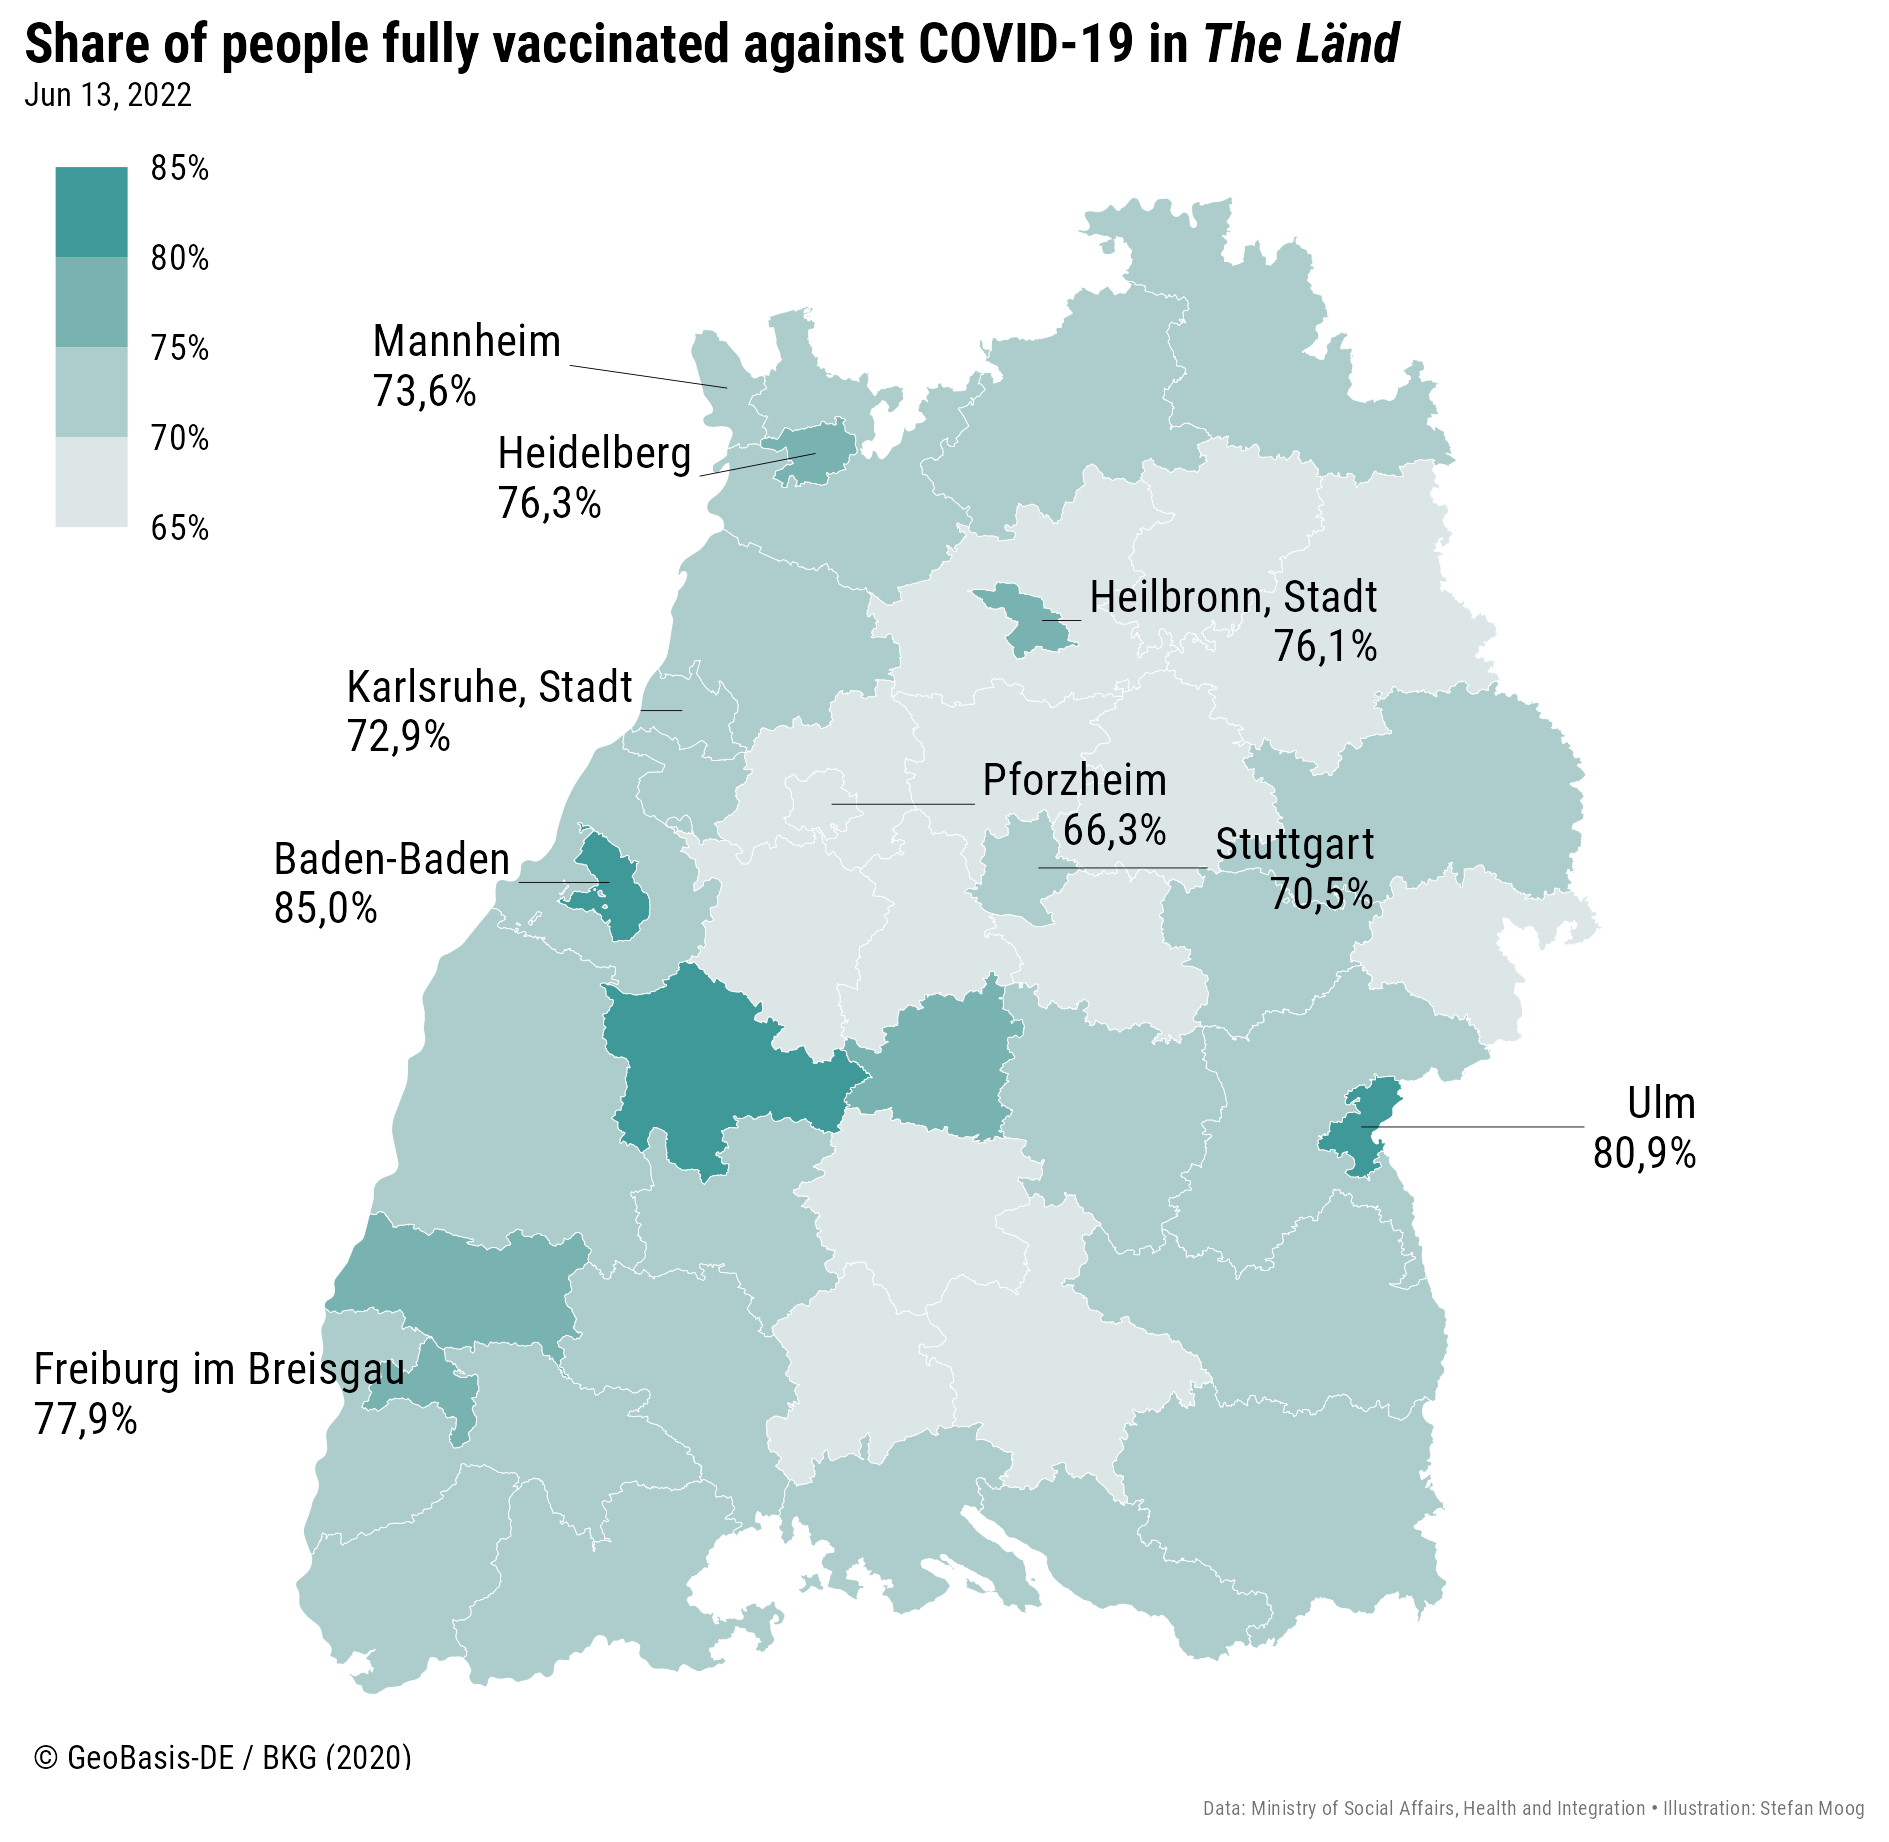 Share of people fully vaccinated against COVID-19 in The Länd
Jun 13, 2022
85%
80%
75%
70%
65%
Mannheim
73,6%
Heidelberg
76,3%
Heilbronn, Stadt
76,1%
Karlsruhe, Stadt
72,9%
Pforzheim
66,3%
Stuttgart
70,5%
Baden-Baden
85,0%
Ulm
80,9%
Freiburg im Breisgau
77,9%
© GeoBasis-DE / BKG (2020)
Data: Ministry of Social Affairs, Health and Integration • Illustration: Stefan Moog